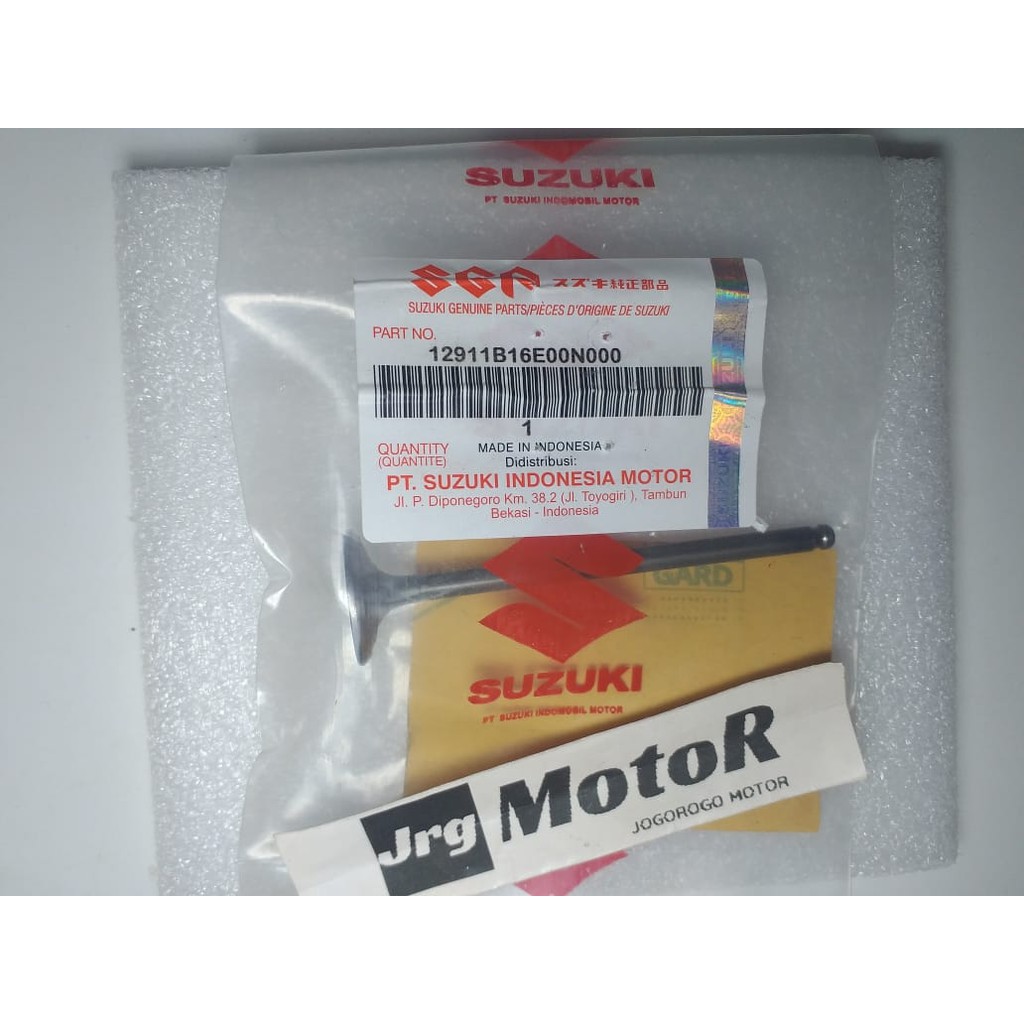 SUZUKI
PT SUZUKI INDOMOBIL MOTOR
SGP スズキ純正部品
SUZUKI GENUINE PARTS/PIÈCES D'ORIGINE DE SUZUKI
PART NO.
12911B16E00N000
1
QUANTITY
(QUANTITE)
MADE IN INDONESIA
Didistribusi:
PT. SUZUKI INDONESIA MOTOR
Jl. P. Diponegoro Km. 38.2 (Jl. Toyogiri ), Tambun
Bekasi - Indonesia
GARD
SUZUKI
PT SUZUKI INDOMOBIL MOTOR
Jrg MotoR
JOGOROGO MOTOR